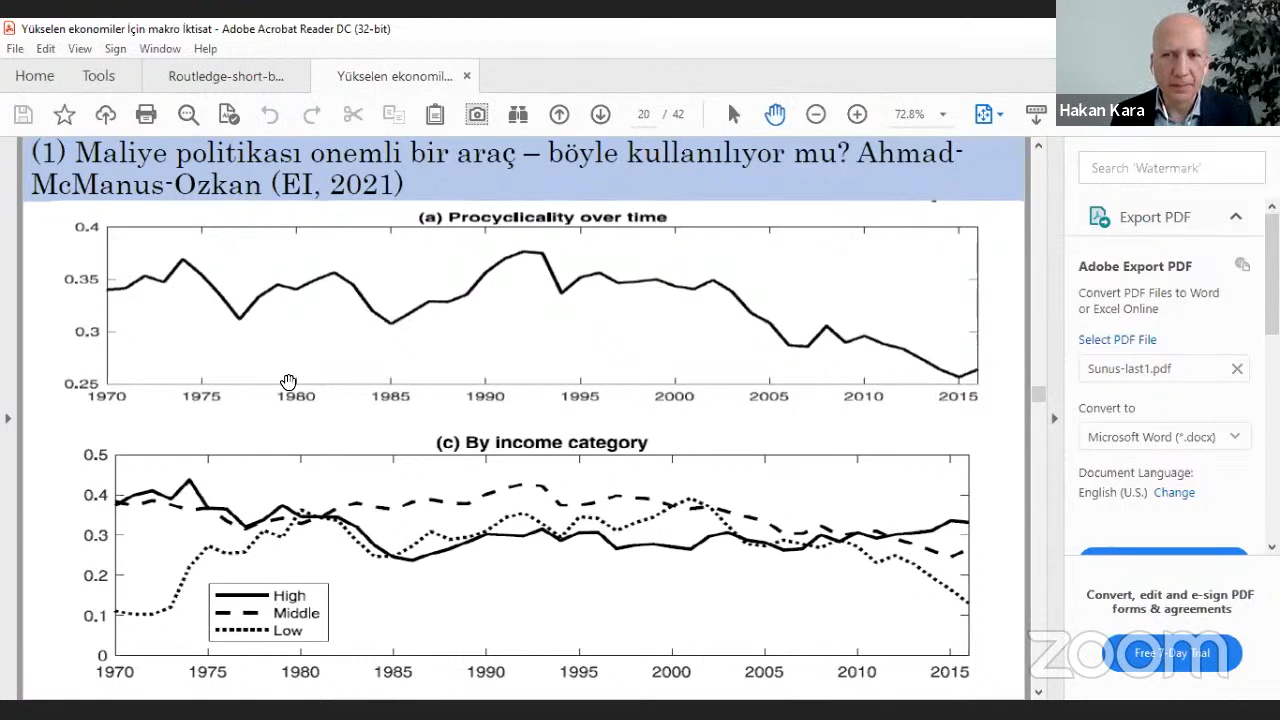 Yükselen ekonomiler İçin makro İktisat - Adobe Acrobat Reader DC (32-bit)
File Edit View Sign Window Help
Home Tools Routledge-short-b... Yükselen ekonomil... ×
20 / 42 72.8%
Hakan Kara
(1) Maliye politikası onemli bir araç – böyle kullanılıyor mu? Ahmad-
McManus-Ozkan (EI, 2021)
(a) Procyclicality over time
0.4
0.35
0.3
0.25
1970 1975 1980 1985 1990 1995 2000 2005 2010 2015
(c) By income category
0.5
0.4
0.3
0.2
0.1
0
High
Middle
Low
1970 1975 1980 1985 1990 1995 2000 2005 2010 2015
Search 'Watermark'
Export PDF
Adobe Export PDF
Convert PDF Files to Word
or Excel Online
Select PDF File
Sunus-last1.pdf
Convert to
Microsoft Word (*.docx)
Document Language:
English (U.S.) Change
Convert, edit and e-sign PDF
forms & agreements
Free 7-Day Trial
zoom